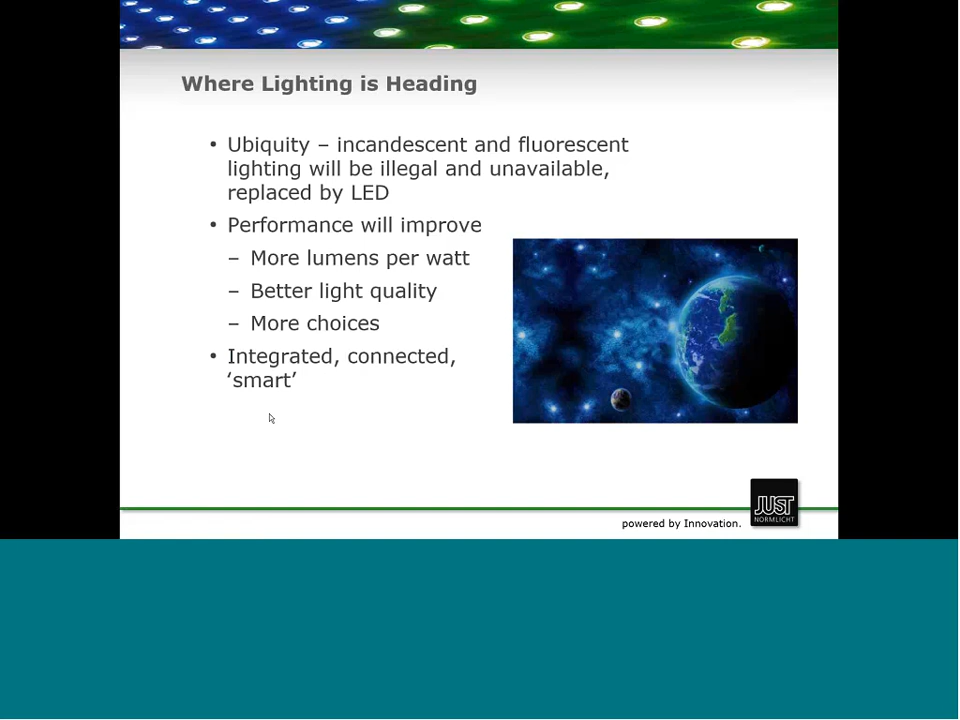 Where Lighting is Heading
• Ubiquity – incandescent and fluorescent
lighting will be illegal and unavailable,
replaced by LED
• Performance will improve
– More lumens per watt
– Better light quality
– More choices
• Integrated, connected,
‘smart’
JUST
NORMLICHT
powered by Innovation.